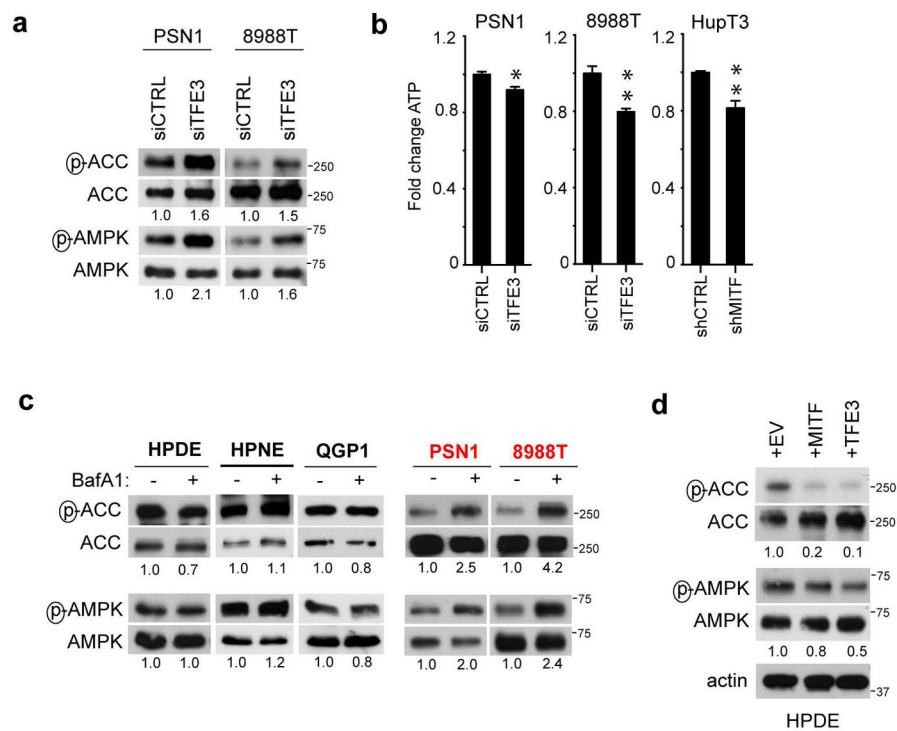 a
PSN1 8988T
siCTRL siTFE3 siCTRL siTFE3
p-ACC -250
ACC -250
1.0 1.6 1.0 1.5
p-AMPK -75
AMPK -75
1.0 2.1 1.0 1.6
b
PSN1 8988T HupT3
Fold change ATP
1.2 1.2 1.2
0.8 0.8 0.8
0.4 0.4 0.4
0 0 0
* ** **
siCTRL siTFE3 siCTRL siTFE3 shCTRL shMITF
c
HPDE HPNE QGP1 PSN1 8988T
BafA1: - + - + - + - + - +
p-ACC -250
ACC -250
1.0 0.7 1.0 1.1 1.0 0.8 1.0 2.5 1.0 4.2
p-AMPK -75
AMPK -75
1.0 1.0 1.0 1.2 1.0 0.8 1.0 2.0 1.0 2.4
d
+EV +MITF +TFE3
p-ACC -250
ACC -250
1.0 0.2 0.1
p-AMPK -75
AMPK -75
1.0 0.8 0.5
actin -37
HPDE